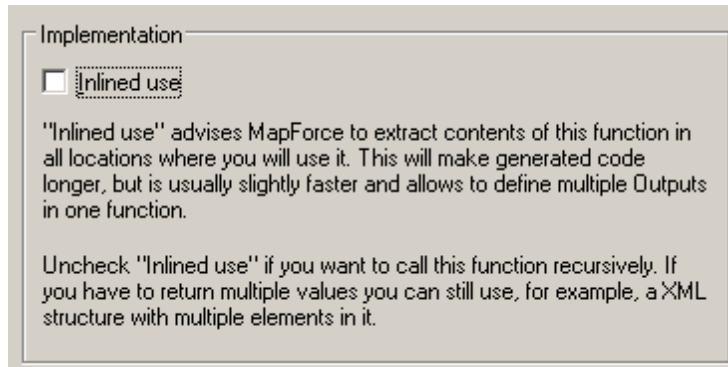 Implementation
Inlined use
"Inlined use" advises MapForce to extract contents of this function in
all locations where you will use it. This will make generated code
longer, but is usually slightly faster and allows to define multiple Outputs
in one function.
Uncheck "Inlined use" if you want to call this function recursively. If
you have to return multiple values you can still use, for example, a XML
structure with multiple elements in it.